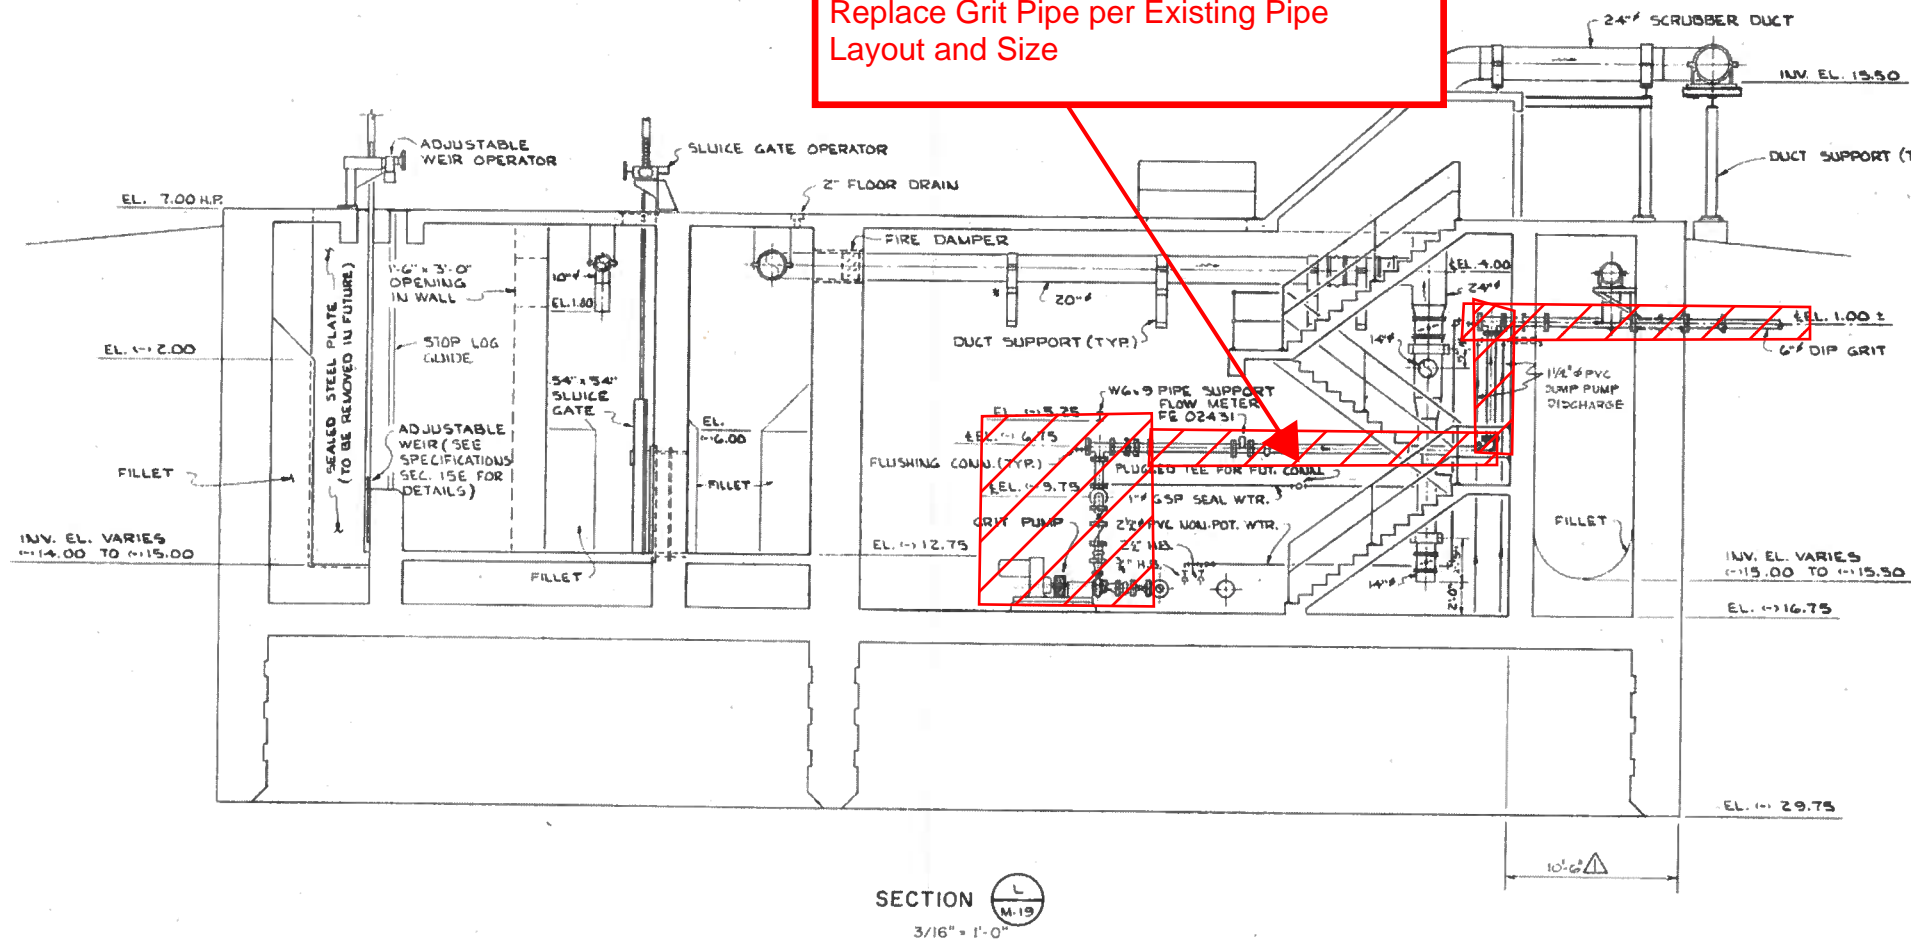 Replace Grit Pipe per Existing Pipe
Layout and Size
24"ø SCRUBBER DUCT
INV. EL. 15.50
DUCT SUPPORT (T
ADJUSTABLE
WEIR OPERATOR
SLUICE GATE OPERATOR
2" FLOOR DRAIN
EL. 7.00 H.P.
FIRE DAMPER
1'-6" x 3'-0"
OPENING
IN WALL
10"ø
EL. 1.00
20"ø
℄ EL. 4.00
24"ø
SEALED STEEL PLATE
(TO BE REMOVED IN FUTURE)
STOP LOG
GUIDE
EL. (-) 2.00
DUCT SUPPORT (TYP.)
14"ø
℄ EL. 1.00 ±
6"ø DIP GRIT
1½"ø PVC
SUMP PUMP
DISCHARGE
54" x 54"
SLUICE
GATE
W6x9 PIPE SUPPORT
FLOW METER
FE 02431
EL. (-) 5.25
℄ EL. (-) 6.75
EL.
(-) 6.00
ADJUSTABLE
WEIR (SEE
SPECIFICATIONS
SEC. 15E FOR
DETAILS)
FILLET
FLUSHING CONN. (TYP.)
PLUGGED TEE FOR FUT. CONN.
FILLET
℄ EL. (-) 9.75
1"ø GSP SEAL WTR.
GRIT PUMP
2½"ø PVC NON-POT. WTR.
FILLET
INV. EL. VARIES
(-) 14.00 TO (-) 15.00
EL. (-) 12.75
2½" H.B.
¾" H.B.
FILLET
14"ø
2'-0"
INV. EL. VARIES
(-) 15.00 TO (-) 15.50
EL. (-) 16.75
EL. (-) 29.75
10'-6" 1
SECTION L
M-19
3/16" = 1'-0"